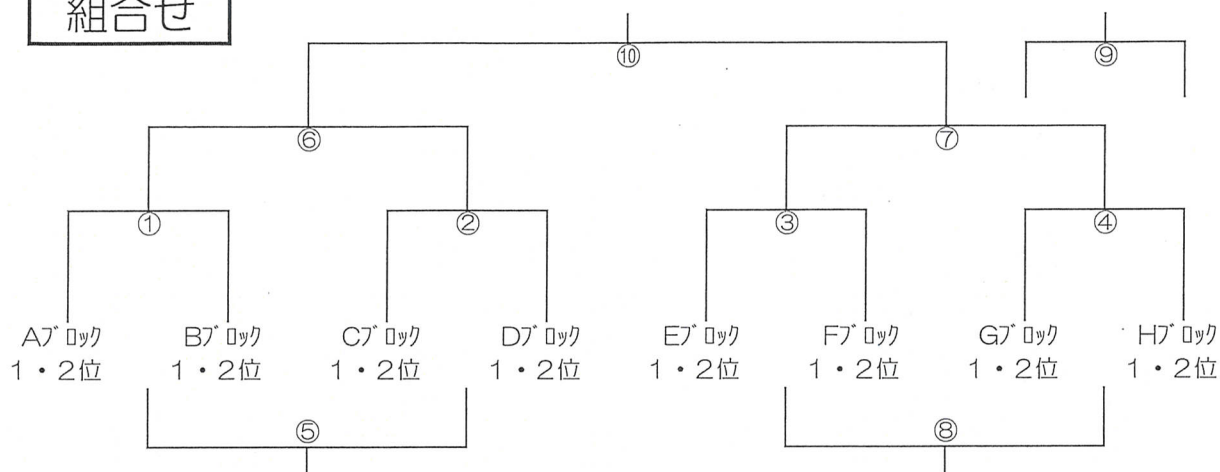 組合せ
⑩
⑨
⑥
⑦
①
②
③
④
Aﾌﾞﾛｯｸ
Bﾌﾞﾛｯｸ
Cﾌﾞﾛｯｸ
Dﾌﾞﾛｯｸ
Eﾌﾞﾛｯｸ
Fﾌﾞﾛｯｸ
Gﾌﾞﾛｯｸ
Hﾌﾞﾛｯｸ
1・2位
1・2位
1・2位
1・2位
1・2位
1・2位
1・2位
1・2位
⑤
⑧